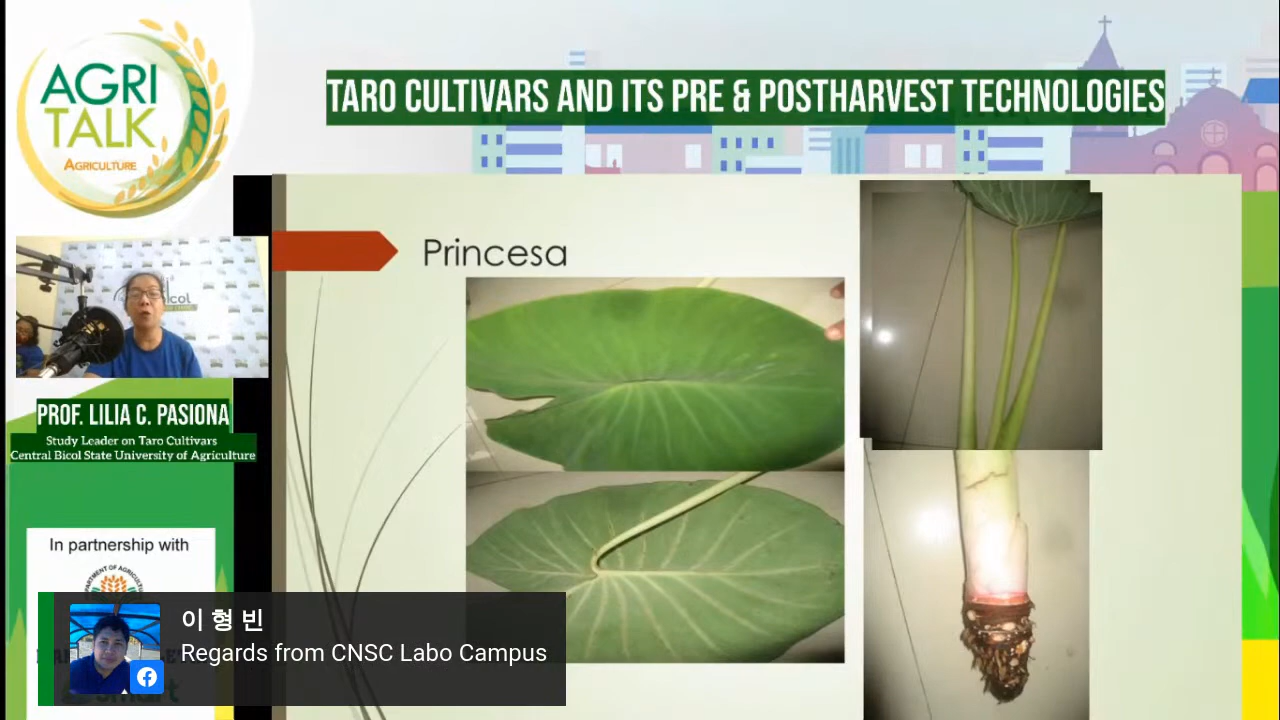 AGRI
TALK
AGRICULTURE
TARO CULTIVARS AND ITS PRE & POSTHARVEST TECHNOLOGIES
Princesa
PROF. LILIA C. PASIONA
Study Leader on Taro Cultivars
Central Bicol State University of Agriculture
In partnership with
이 형 빈
Regards from CNSC Labo Campus